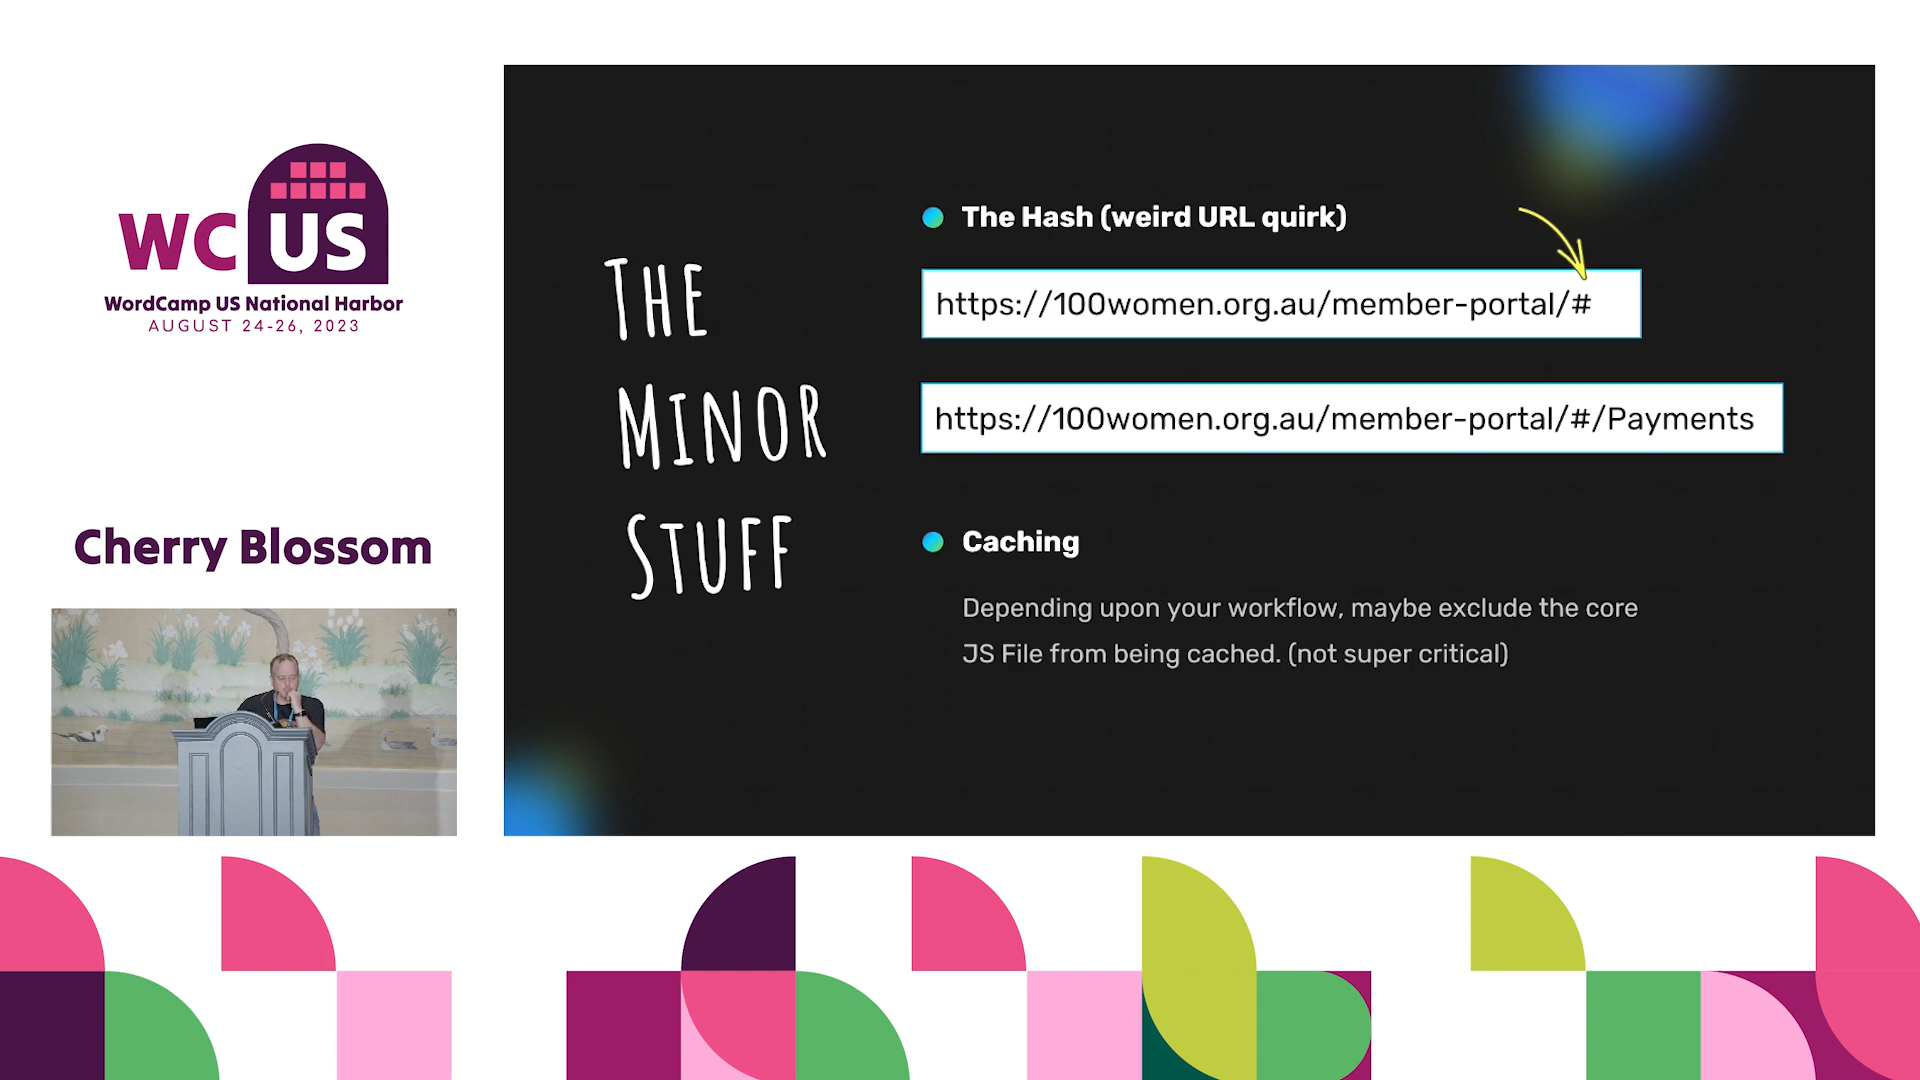 WC US
WordCamp US National Harbor
AUGUST 24-26, 2023
Cherry Blossom
THE
MINOR
STUFF
The Hash (weird URL quirk)
https://100women.org.au/member-portal/#
https://100women.org.au/member-portal/#/Payments
Caching
Depending upon your workflow, maybe exclude the core
JS File from being cached. (not super critical)